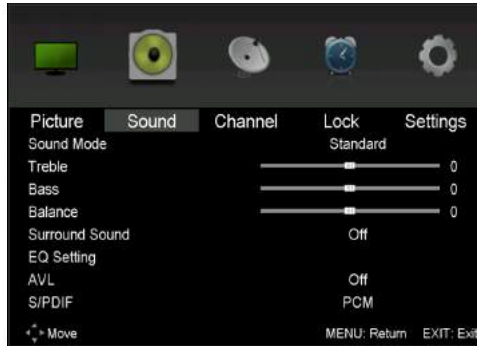 Picture Sound Channel Lock Settings
Sound Mode Standard
Treble 0
Bass 0
Balance 0
Surround Sound Off
EQ Setting
AVL Off
S/PDIF PCM
Move MENU: Return EXIT: Exit